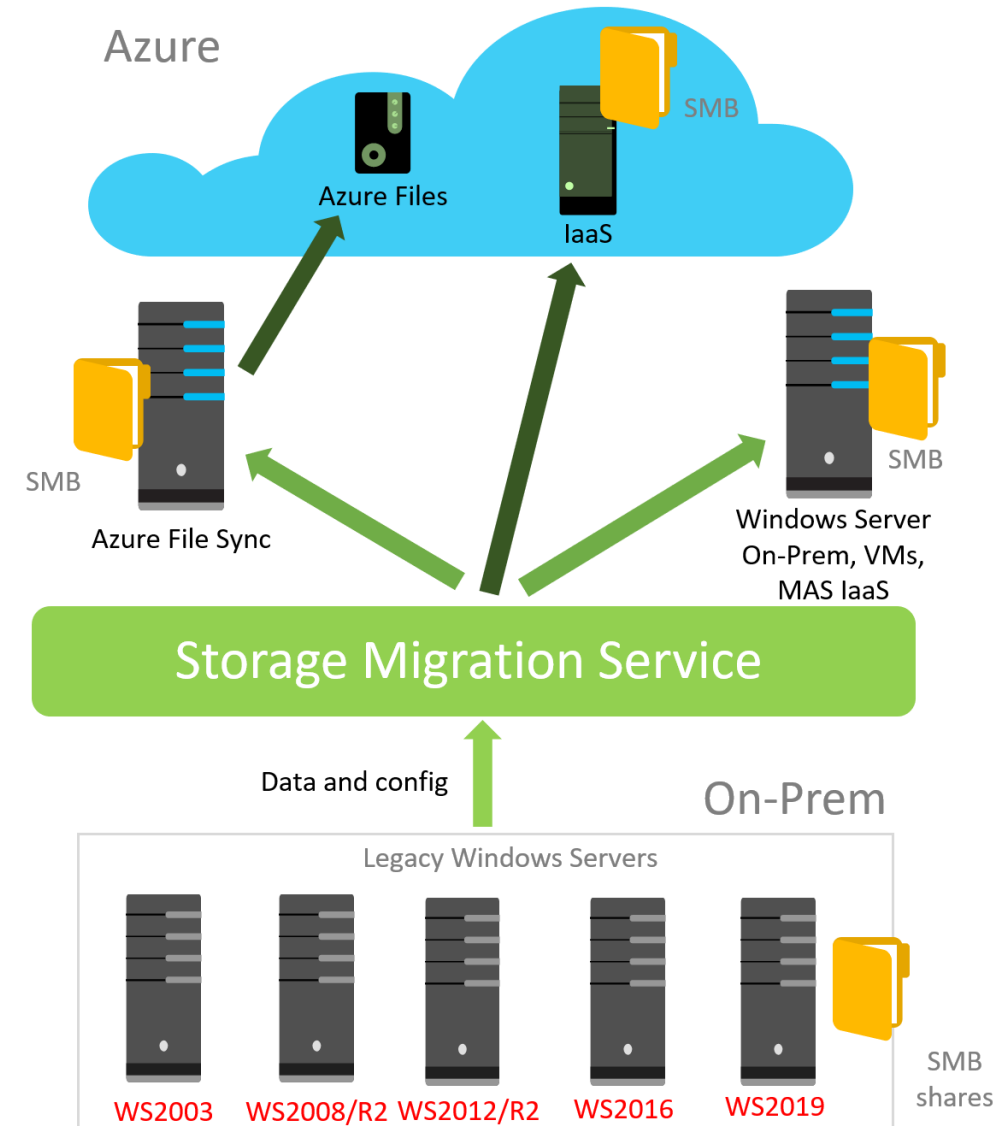 Azure
SMB
Azure Files
IaaS
SMB
Azure File Sync
SMB
Windows Server
On-Prem, VMs,
MAS IaaS
Storage Migration Service
Data and config
On-Prem
Legacy Windows Servers
WS2003
WS2008/R2
WS2012/R2
WS2016
WS2019
SMB
shares